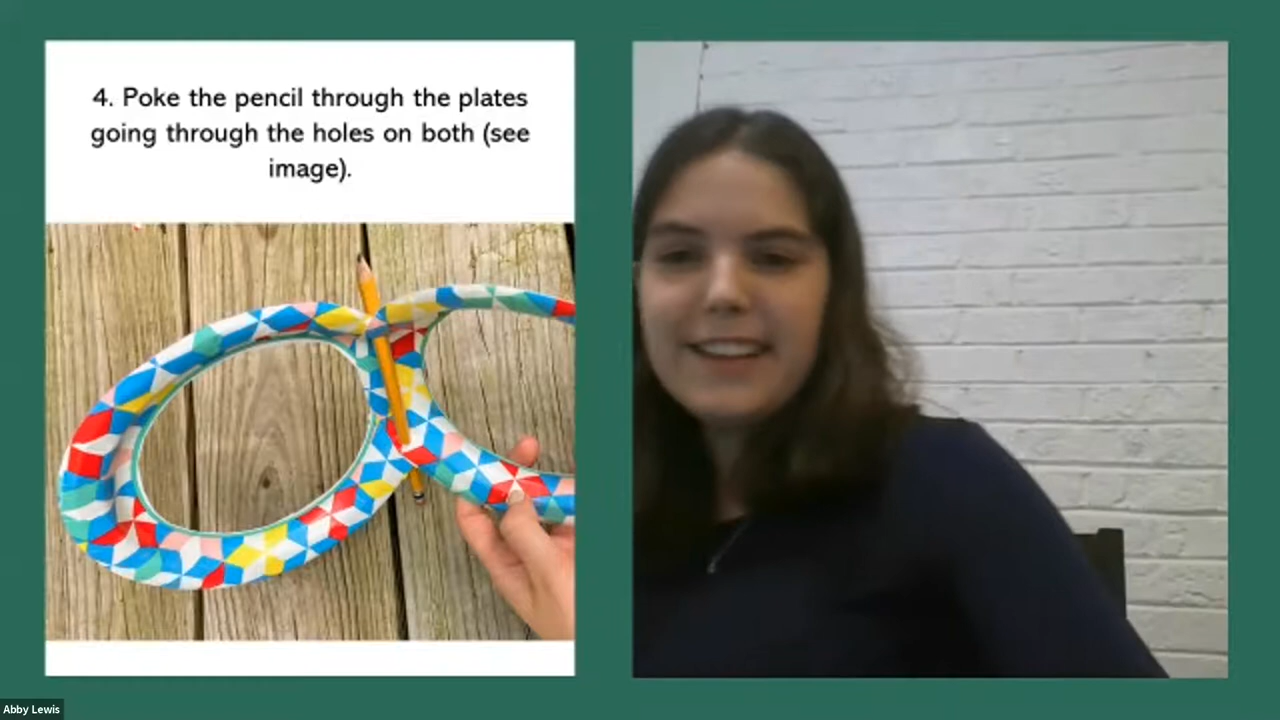 4. Poke the pencil through the plates
going through the holes on both (see
image).
Abby Lewis